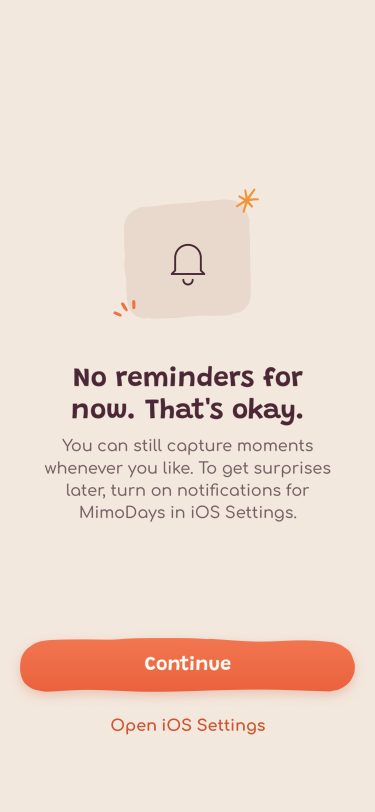 No reminders for
now. That's okay.
You can still capture moments
whenever you like. To get surprises
later, turn on notifications for
MimoDays in iOS Settings.
Continue
Open iOS Settings